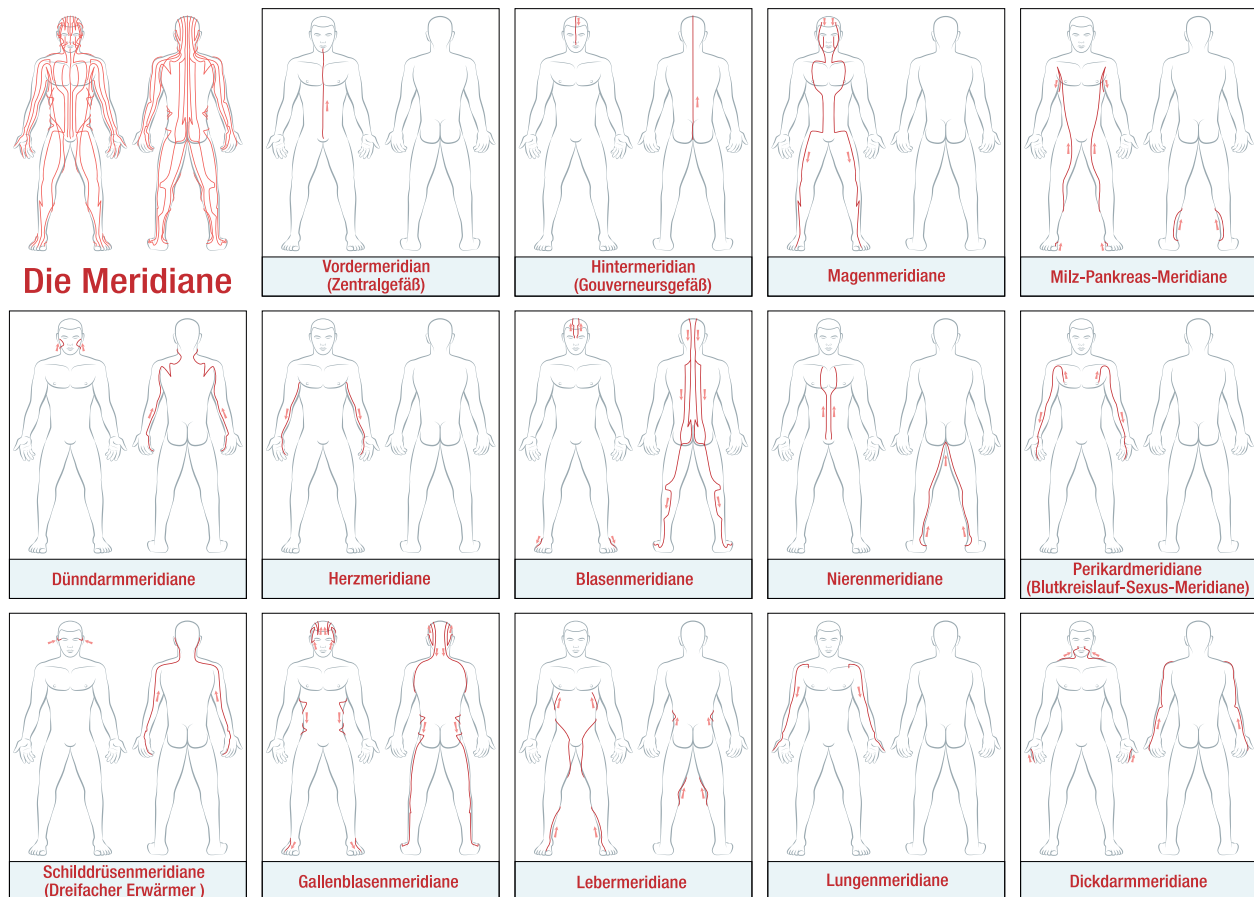 Die Meridiane
Vordermeridian
(Zentralgefäß)
Hintermeridian
(Gouverneursgefäß)
Magenmeridiane
Milz-Pankreas-Meridiane
Dünndarmmeridiane
Herzmeridiane
Blasenmeridiane
Nierenmeridiane
Perikardmeridiane
(Blutkreislauf-Sexus-Meridiane)
Schilddrüsenmeridiane
(Dreifacher Erwärmer )
Gallenblasenmeridiane
Lebermeridiane
Lungenmeridiane
Dickdarmmeridiane